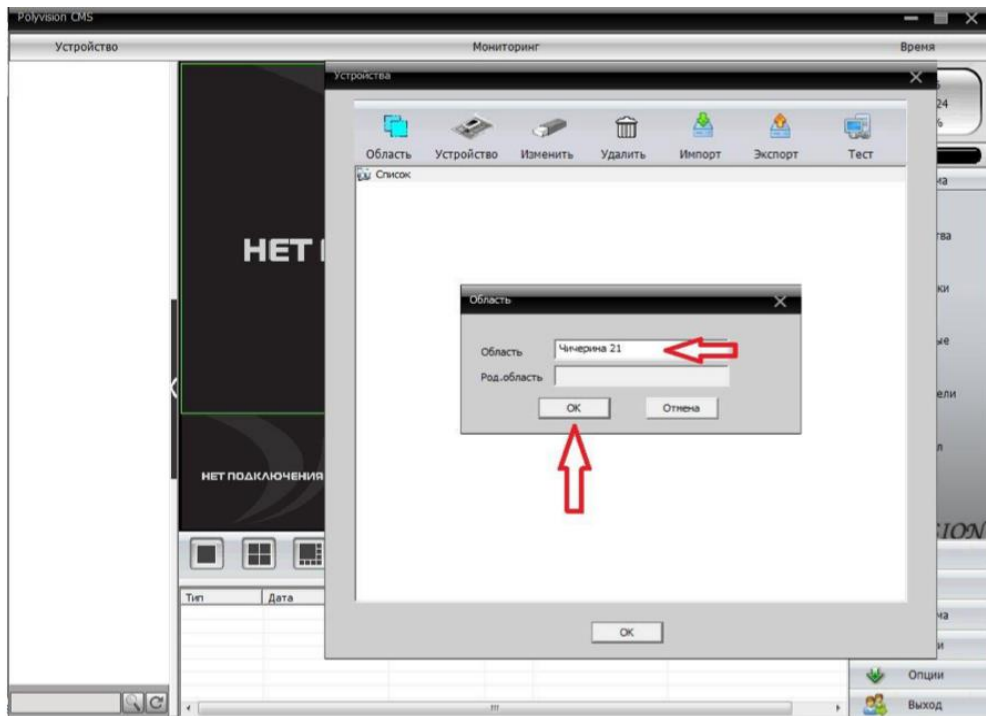 Polyvision CMS
Устройство Мониторинг Время
Устройства
24
Область Устройство Изменить Удалить Импорт Экспорт Тест
Список
НЕТ
Область
Область Чичерина 21
Род.область
OK Отмена
НЕТ ПОДКЛЮЧЕНИЯ
Тип Дата
OK
Опции
Выход